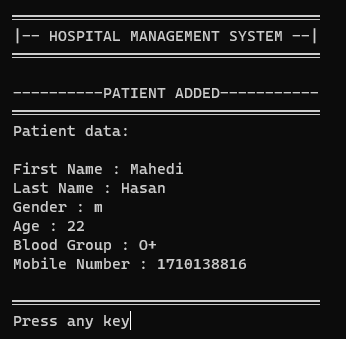 |-- HOSPITAL MANAGEMENT SYSTEM --|
----------PATIENT ADDED-----------
Patient data:
First Name : Mahedi
Last Name : Hasan
Gender : m
Age : 22
Blood Group : O+
Mobile Number : 1710138816
Press any key